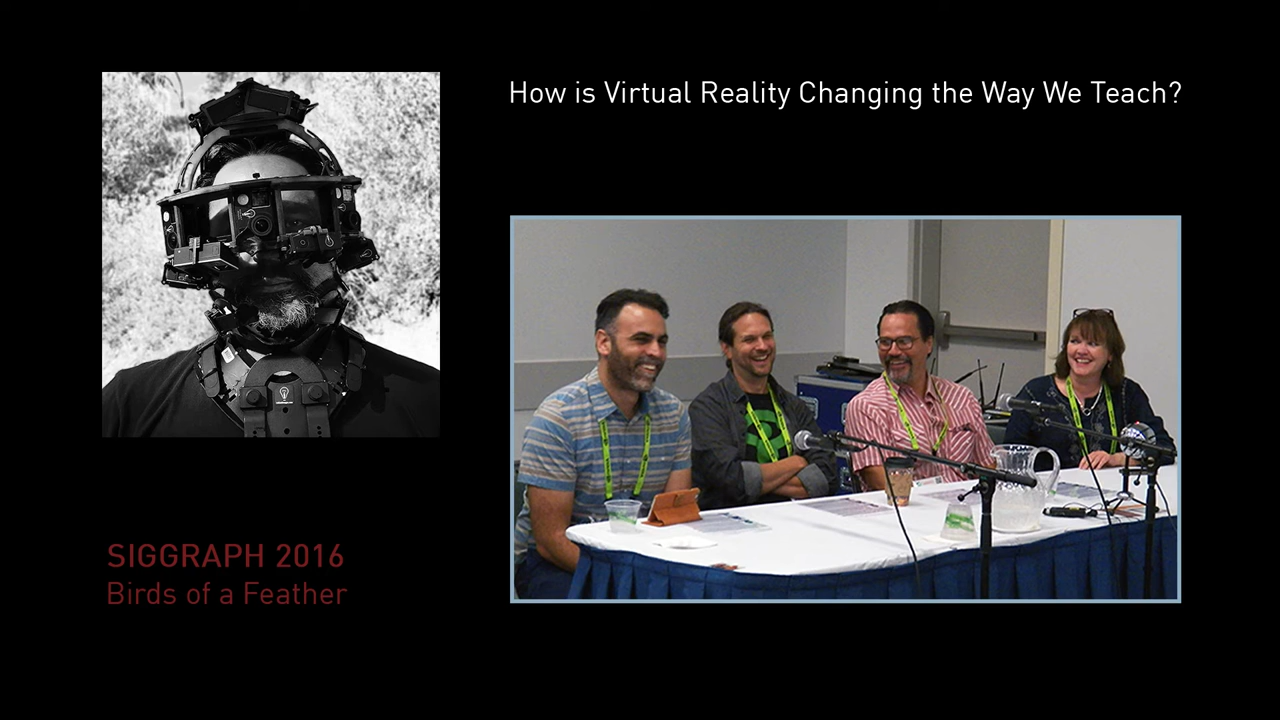 How is Virtual Reality Changing the Way We Teach?
SIGGRAPH 2016
Birds of a Feather